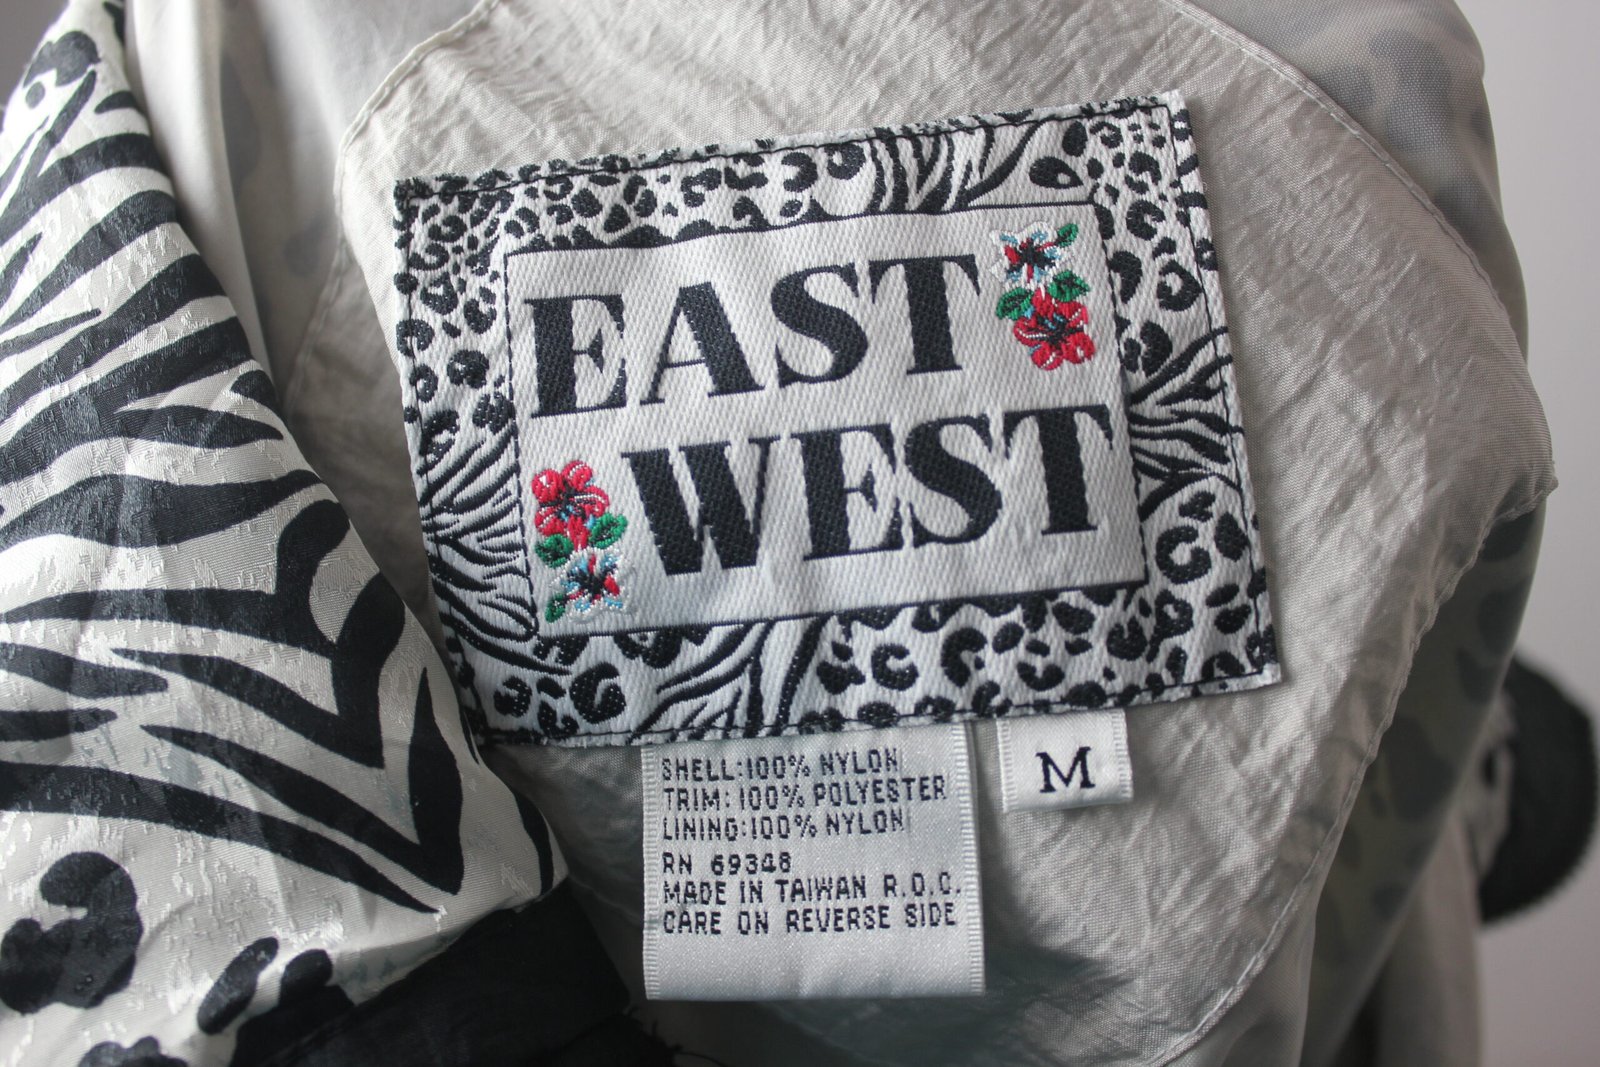 EAST
WEST
M
SHELL:100% NYLON
TRIM: 100% POLYESTER
LINING:100% NYLON
RN 69348
MADE IN TAIWAN R.O.C.
CARE ON REVERSE SIDE